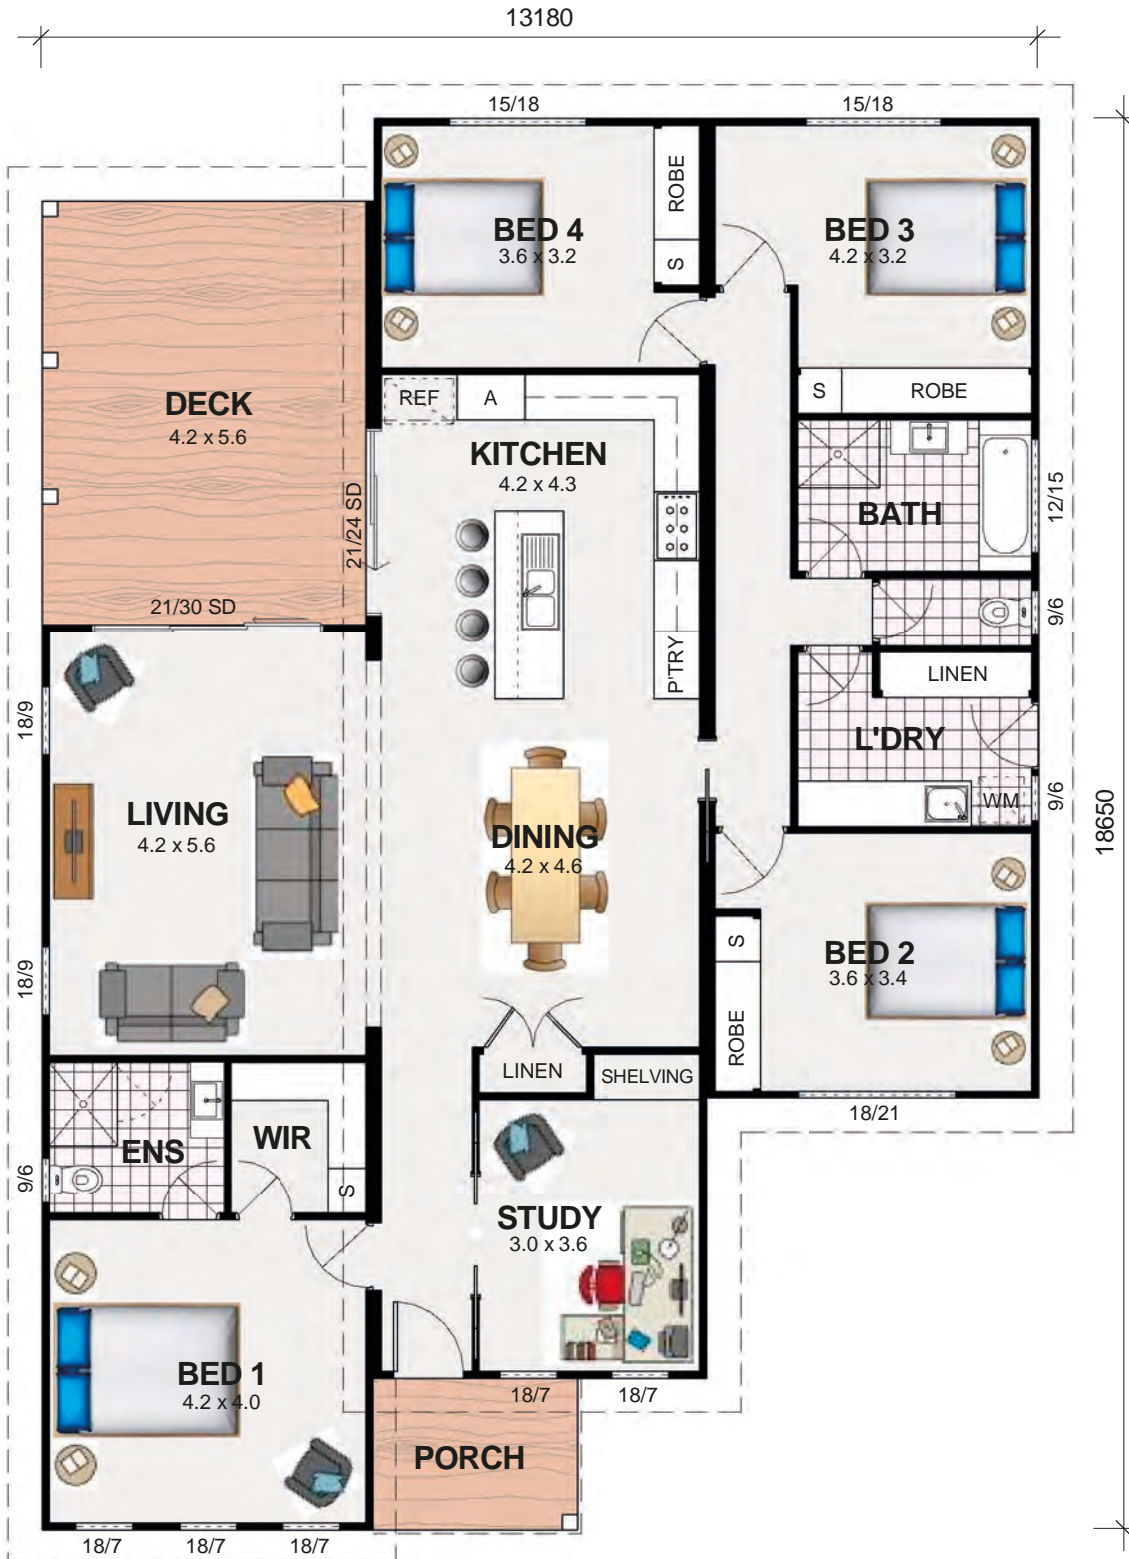 13180
15/18
15/18
ROBE
S
BED 4
3.6 x 3.2
BED 3
4.2 x 3.2
S
ROBE
DECK
4.2 x 5.6
REF
A
KITCHEN
4.2 x 4.3
21/24 SD
21/30 SD
BATH
12/15
9/6
P'TRY
LINEN
L'DRY
WM
9/6
18650
18/9
LIVING
4.2 x 5.6
18/9
DINING
4.2 x 4.6
S
ROBE
BED 2
3.6 x 3.4
18/21
LINEN
SHELVING
ENS
9/6
WIR
S
STUDY
3.0 x 3.6
BED 1
4.2 x 4.0
18/7
18/7
PORCH
18/7
18/7
18/7